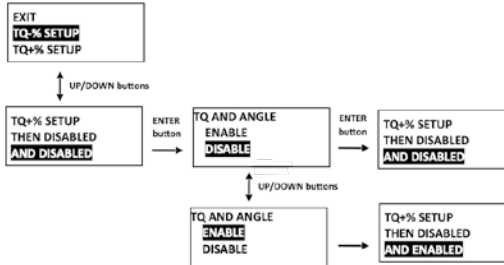 EXIT
TQ-% SETUP
TQ+% SETUP
UP/DOWN buttons
TQ+% SETUP
THEN DISABLED
AND DISABLED
ENTER
button
TQ AND ANGLE
ENABLE
DISABLE
ENTER
button
TQ+% SETUP
THEN DISABLED
AND DISABLED
UP/DOWN buttons
TQ AND ANGLE
ENABLE
DISABLE
TQ+% SETUP
THEN DISABLED
AND ENABLED